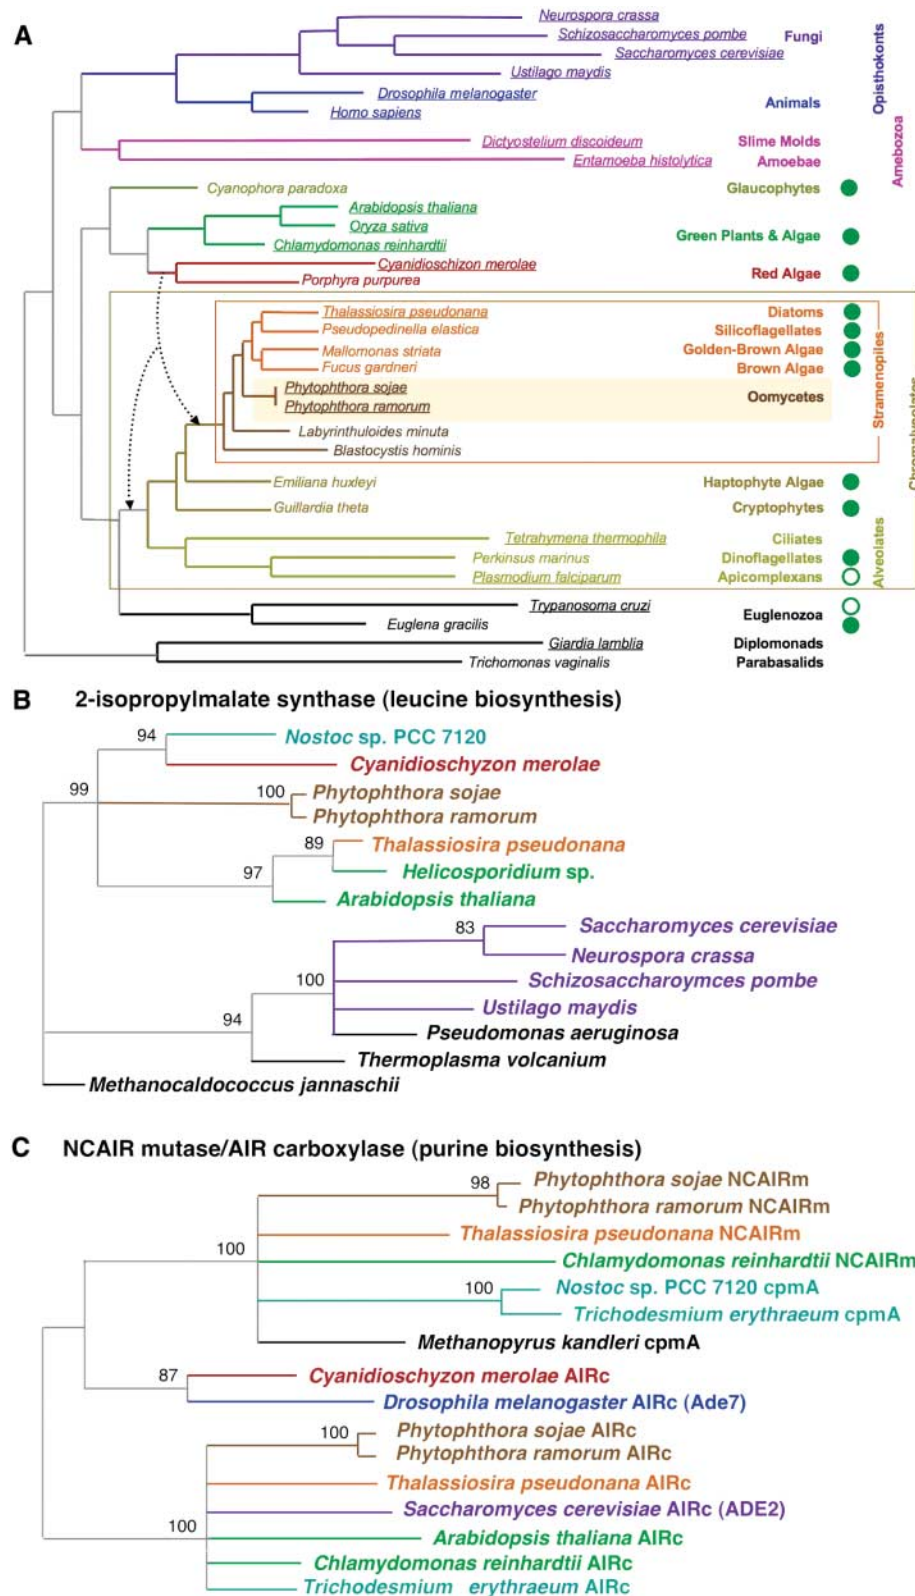 A
Neurospora crassa
Schizosaccharomyces pombe Fungi
Saccharomyces cerevisiae
Ustilago maydis
Opisthokonts
Drosophila melanogaster
Homo sapiens Animals
Dictyostelium discoideum Slime Molds
Entamoeba histolytica Amoebae
Amebozoa
Cyanophora paradoxa Glaucophytes
Arabidopsis thaliana
Oryza sativa Green Plants & Algae
Chlamydomonas reinhardtii
Cyanidioschizon merolae Red Algae
Porphyra purpurea
Thalassiosira pseudonana Diatoms
Pseudopedinella elastica Silicoflagellates
Mallomonas striata Golden-Brown Algae
Fucus gardneri Brown Algae
Phytophthora sojae Oomycetes
Phytophthora ramorum
Stramenopiles
Labyrinthuloides minuta
Blastocystis hominis
Chromalveolates
Emiliana huxleyi Haptophyte Algae
Guillardia theta Cryptophytes
Tetrahymena thermophila Ciliates
Perkinsus marinus Dinoflagellates
Plasmodium falciparum Apicomplexans
Alveolates
Trypanosoma cruzi Euglenozoa
Euglena gracilis
Giardia lamblia Diplomonads
Trichomonas vaginalis Parabasalids
B 2-isopropylmalate synthase (leucine biosynthesis)
94 Nostoc sp. PCC 7120
Cyanidioschyzon merolae
99 100 Phytophthora sojae
Phytophthora ramorum
89 Thalassiosira pseudonana
97 Helicosporidium sp.
Arabidopsis thaliana
83 Saccharomyces cerevisiae
Neurospora crassa
100 Schizosaccharoymces pombe
Ustilago maydis
94 Pseudomonas aeruginosa
Thermoplasma volcanium
Methanocaldococcus jannaschii
C NCAIR mutase/AIR carboxylase (purine biosynthesis)
98 Phytophthora sojae NCAIRm
Phytophthora ramorum NCAIRm
Thalassiosira pseudonana NCAIRm
100 Chlamydomonas reinhardtii NCAIRm
100 Nostoc sp. PCC 7120 cpmA
Trichodesmium erythraeum cpmA
Methanopyrus kandleri cpmA
87 Cyanidioschyzon merolae AIRc
Drosophila melanogaster AIRc (Ade7)
100 Phytophthora sojae AIRc
Phytophthora ramorum AIRc
Thalassiosira pseudonana AIRc
Saccharomyces cerevisiae AIRc (ADE2)
100 Arabidopsis thaliana AIRc
Chlamydomonas reinhardtii AIRc
Trichodesmium erythraeum AIRc